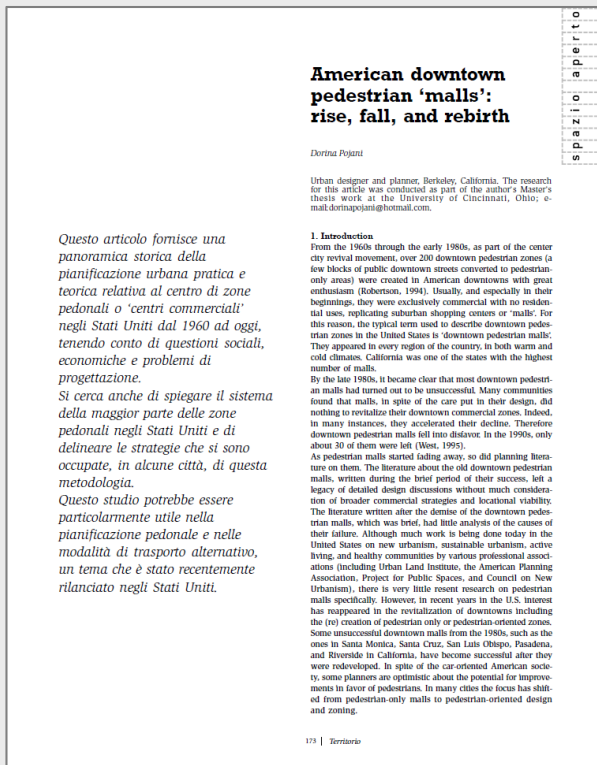 spazio aperto
American downtown
pedestrian ‘malls’:
rise, fall, and rebirth
Dorina Pojani
Urban designer and planner, Berkeley, California. The research
for this article was conducted as part of the author's Master's
thesis work at the University of Cincinnati, Ohio; e-
mail:dorinapojani@hotmail.com.
Questo articolo fornisce una
panoramica storica della
pianificazione urbana pratica e
teorica relativa al centro di zone
pedonali o ‘centri commerciali’
negli Stati Uniti dal 1960 ad oggi,
tenendo conto di questioni sociali,
economiche e problemi di
progettazione.
Si cerca anche di spiegare il sistema
della maggior parte delle zone
pedonali negli Stati Uniti e di
delineare le strategie che si sono
occupate, in alcune città, di questa
metodologia.
Questo studio potrebbe essere
particolarmente utile nella
pianificazione pedonale e nelle
modalità di trasporto alternativo,
un tema che è stato recentemente
rilanciato negli Stati Uniti.
1. Introduction
From the 1960s through the early 1980s, as part of the center
city revival movement, over 200 downtown pedestrian zones (a
few blocks of public downtown streets converted to pedestrian-
only areas) were created in American downtowns with great
enthusiasm (Robertson, 1994). Usually, and especially in their
beginnings, they were exclusively commercial with no residen-
tial uses, replicating suburban shopping centers or ‘malls’. For
this reason, the typical term used to describe downtown pedes-
trian zones in the United States is ‘downtown pedestrian malls’.
They appeared in every region of the country, in both warm and
cold climates. California was one of the states with the highest
number of malls.
By the late 1980s, it became clear that most downtown pedestri-
an malls had turned out to be unsuccessful. Many communities
found that malls, in spite of the care put in their design, did
nothing to revitalize their downtown commercial zones. Indeed,
in many instances, they accelerated their decline. Therefore
downtown pedestrian malls fell into disfavor. In the 1990s, only
about 30 of them were left (West, 1995).
As pedestrian malls started fading away, so did planning litera-
ture on them. The literature about the old downtown pedestrian
malls, written during the brief period of their success, left a
legacy of detailed design discussions without much considera-
tion of broader commercial strategies and locational viability.
The literature written after the demise of the downtown pedes-
trian malls, which was brief, had little analysis of the causes of
their failure. Although much work is being done today in the
United States on new urbanism, sustainable urbanism, active
living, and healthy communities by various professional associ-
ations (including Urban Land Institute, the American Planning
Association, Project for Public Spaces, and Council on New
Urbanism), there is very little resent research on pedestrian
malls specifically. However, in recent years in the U.S. interest
has reappeared in the revitalization of downtowns including
the (re) creation of pedestrian only or pedestrian-oriented zones.
Some unsuccessful downtown malls from the 1980s, such as the
ones in Santa Monica, Santa Cruz, San Luis Obispo, Pasadena,
and Riverside in California, have become successful after they
were redeveloped. In spite of the car-oriented American socie-
ty, some planners are optimistic about the potential for improve-
ments in favor of pedestrians. In many cities the focus has shift-
ed from pedestrian-only malls to pedestrian-oriented design
and zoning.
173 | Territorio